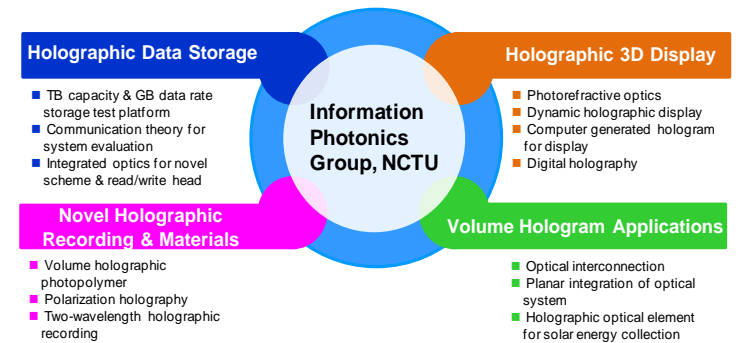 Holographic Data Storage
■ TB capacity & GB data rate
storage test platform
■ Communication theory for
system evaluation
■ Integrated optics for novel
scheme & read/write head
Information
Photonics
Group, NCTU
Holographic 3D Display
■ Photorefractive optics
■ Dynamic holographic display
■ Computer generated hologram
for display
■ Digital holography
Novel Holographic
Recording & Materials
■ Volume holographic
photopolymer
■ Polarization holography
■ Two-wavelength holographic
recording
Volume Hologram Applications
■ Optical interconnection
■ Planar integration of optical
system
■ Holographic optical element
for solar energy collection